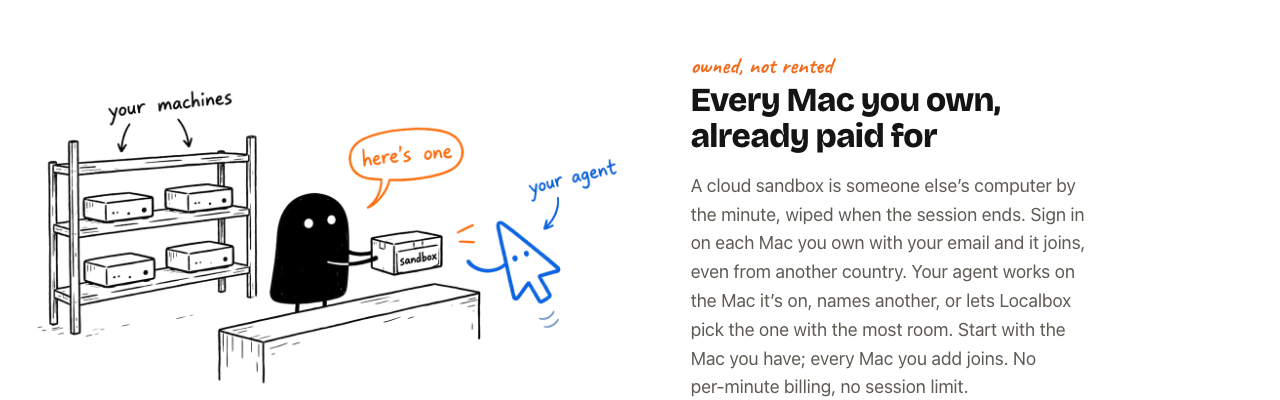 your machines
here's one
your agent
sandbox
owned, not rented
Every Mac you own,
already paid for
A cloud sandbox is someone else's computer by
the minute, wiped when the session ends. Sign in
on each Mac you own with your email and it joins,
even from another country. Your agent works on
the Mac it's on, names another, or lets Localbox
pick the one with the most room. Start with the
Mac you have; every Mac you add joins. No
per-minute billing, no session limit.